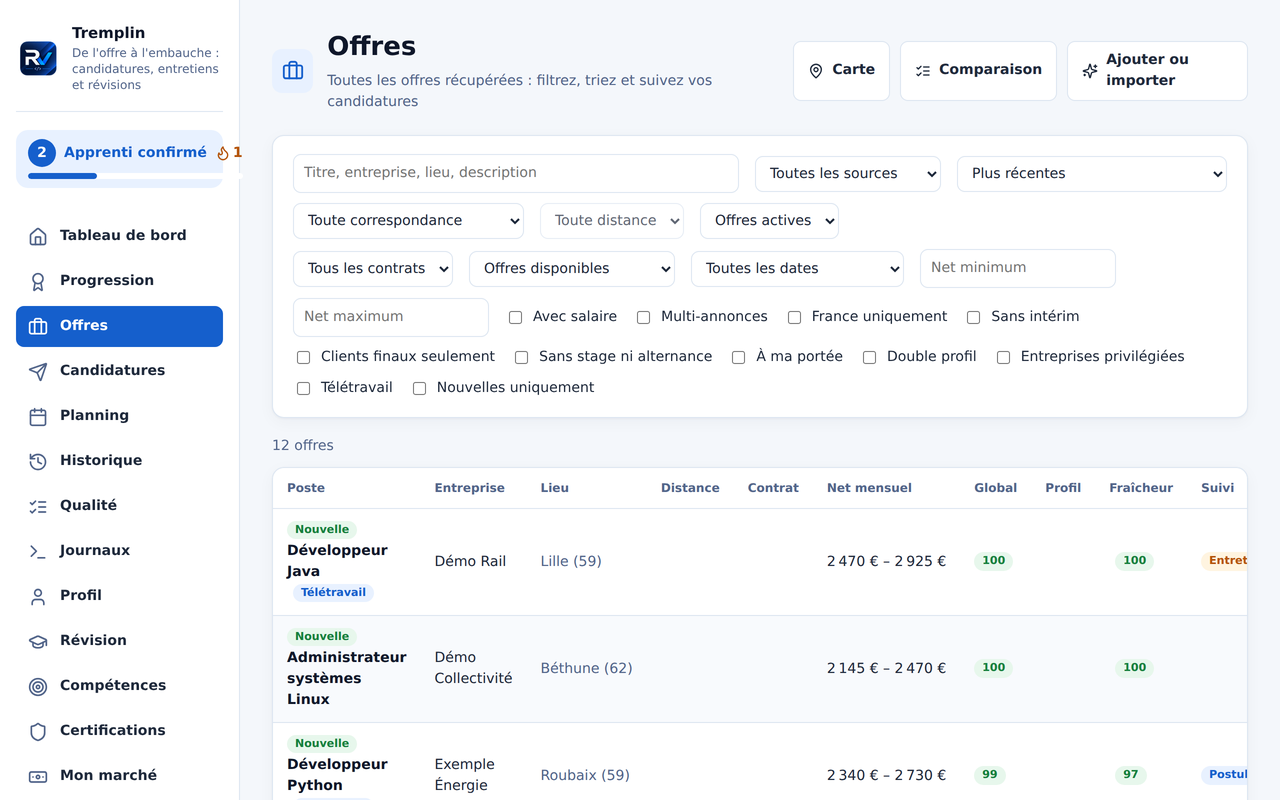 Tremplin
De l'offre à l'embauche :
candidatures, entretiens
et révisions
2 Apprenti confirmé 1
Tableau de bord
Progression
Offres
Candidatures
Planning
Historique
Qualité
Journaux
Profil
Révision
Compétences
Certifications
Mon marché
Offres
Toutes les offres récupérées : filtrez, triez et suivez vos
candidatures
Carte
Comparaison
Ajouter ou
importer
Titre, entreprise, lieu, description
Toutes les sources
Plus récentes
Toute correspondance
Toute distance
Offres actives
Tous les contrats
Offres disponibles
Toutes les dates
Net minimum
Net maximum
Avec salaire
Multi-annonces
France uniquement
Sans intérim
Clients finaux seulement
Sans stage ni alternance
À ma portée
Double profil
Entreprises privilégiées
Télétravail
Nouvelles uniquement
12 offres
Poste Entreprise Lieu Distance Contrat Net mensuel Global Profil Fraîcheur Suivi
Nouvelle
Développeur
Java
Télétravail
Démo Rail
Lille (59)
2 470 € – 2 925 €
100
100
Entret
Nouvelle
Administrateur
systèmes
Linux
Démo
Collectivité
Béthune (62)
2 145 € – 2 470 €
100
100
Nouvelle
Développeur
Python
Exemple
Énergie
Roubaix (59)
2 340 € – 2 730 €
99
97
Postul